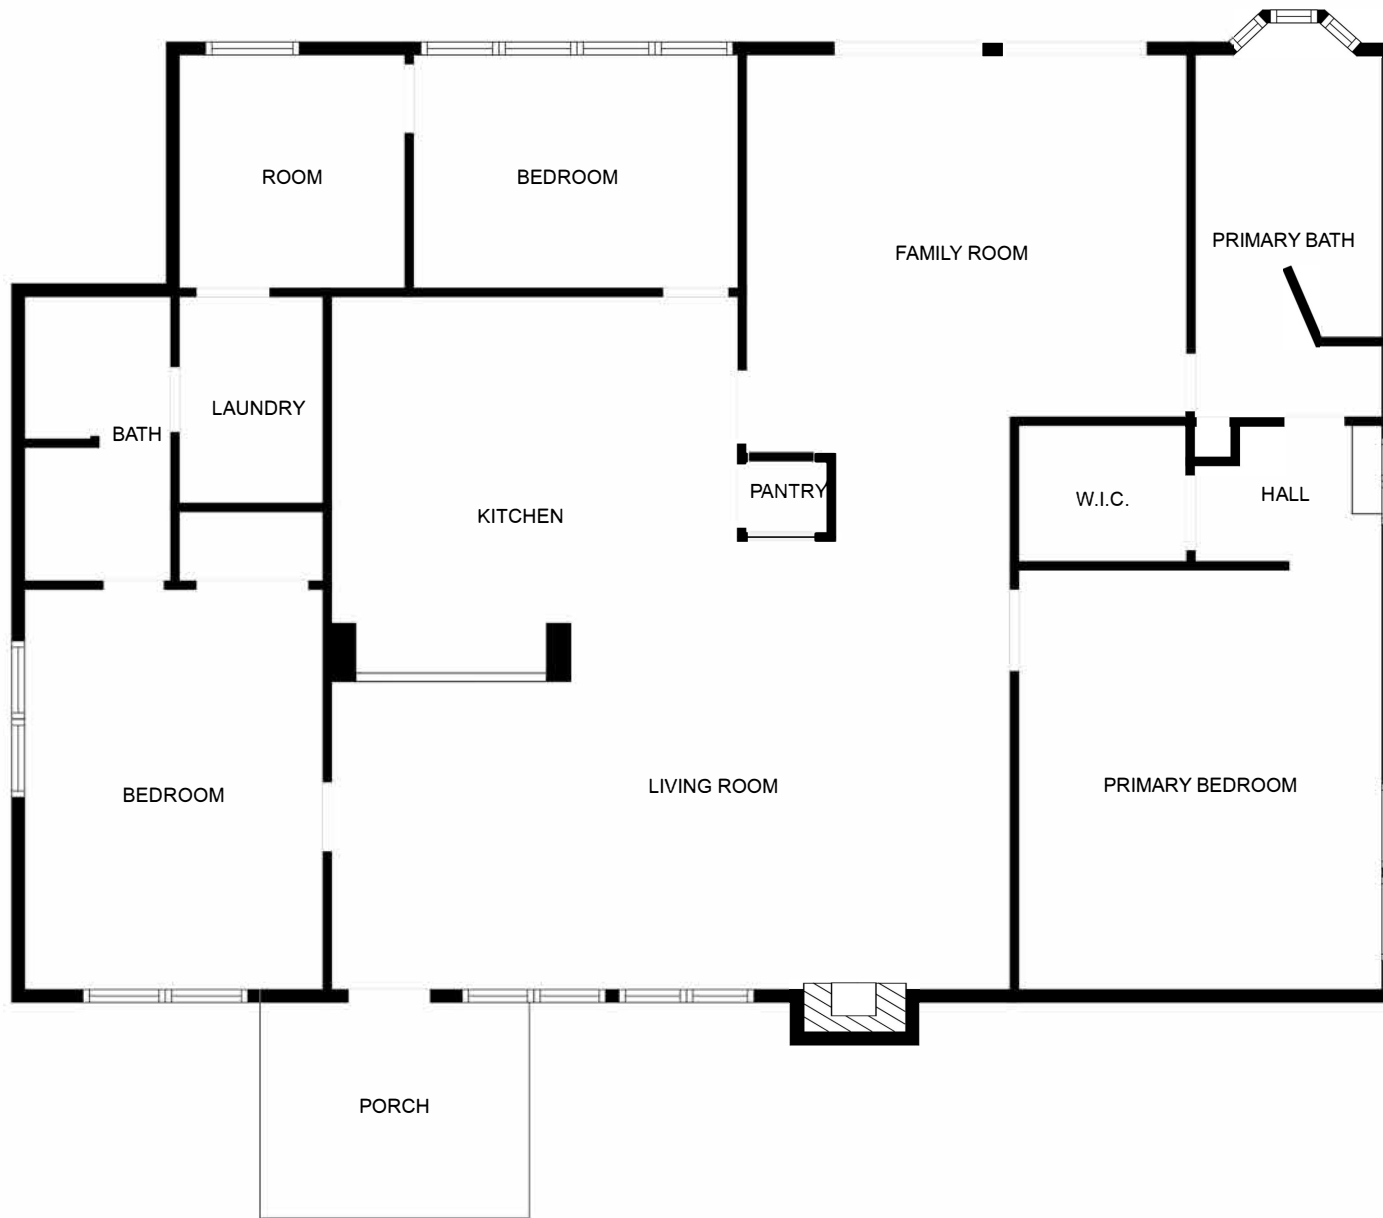 ROOM
BEDROOM
FAMILY ROOM
PRIMARY BATH
LAUNDRY
BATH
KITCHEN
PANTRY
W.I.C.
HALL
BEDROOM
LIVING ROOM
PRIMARY BEDROOM
PORCH